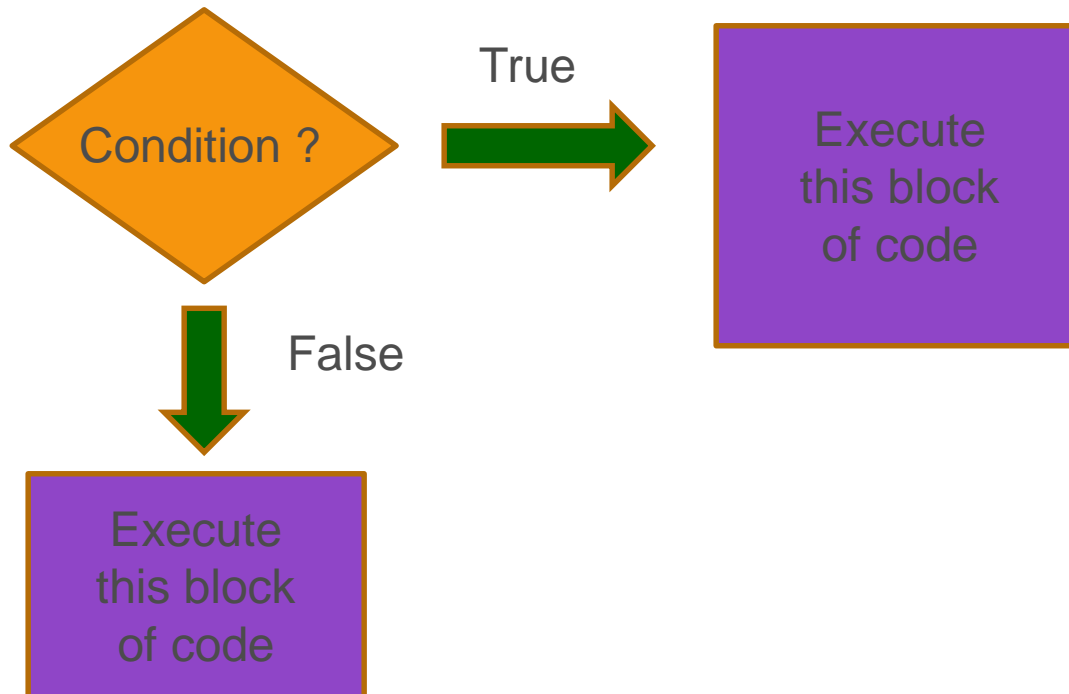 True
Condition ?
Execute
this block
of code
False
Execute
this block
of code